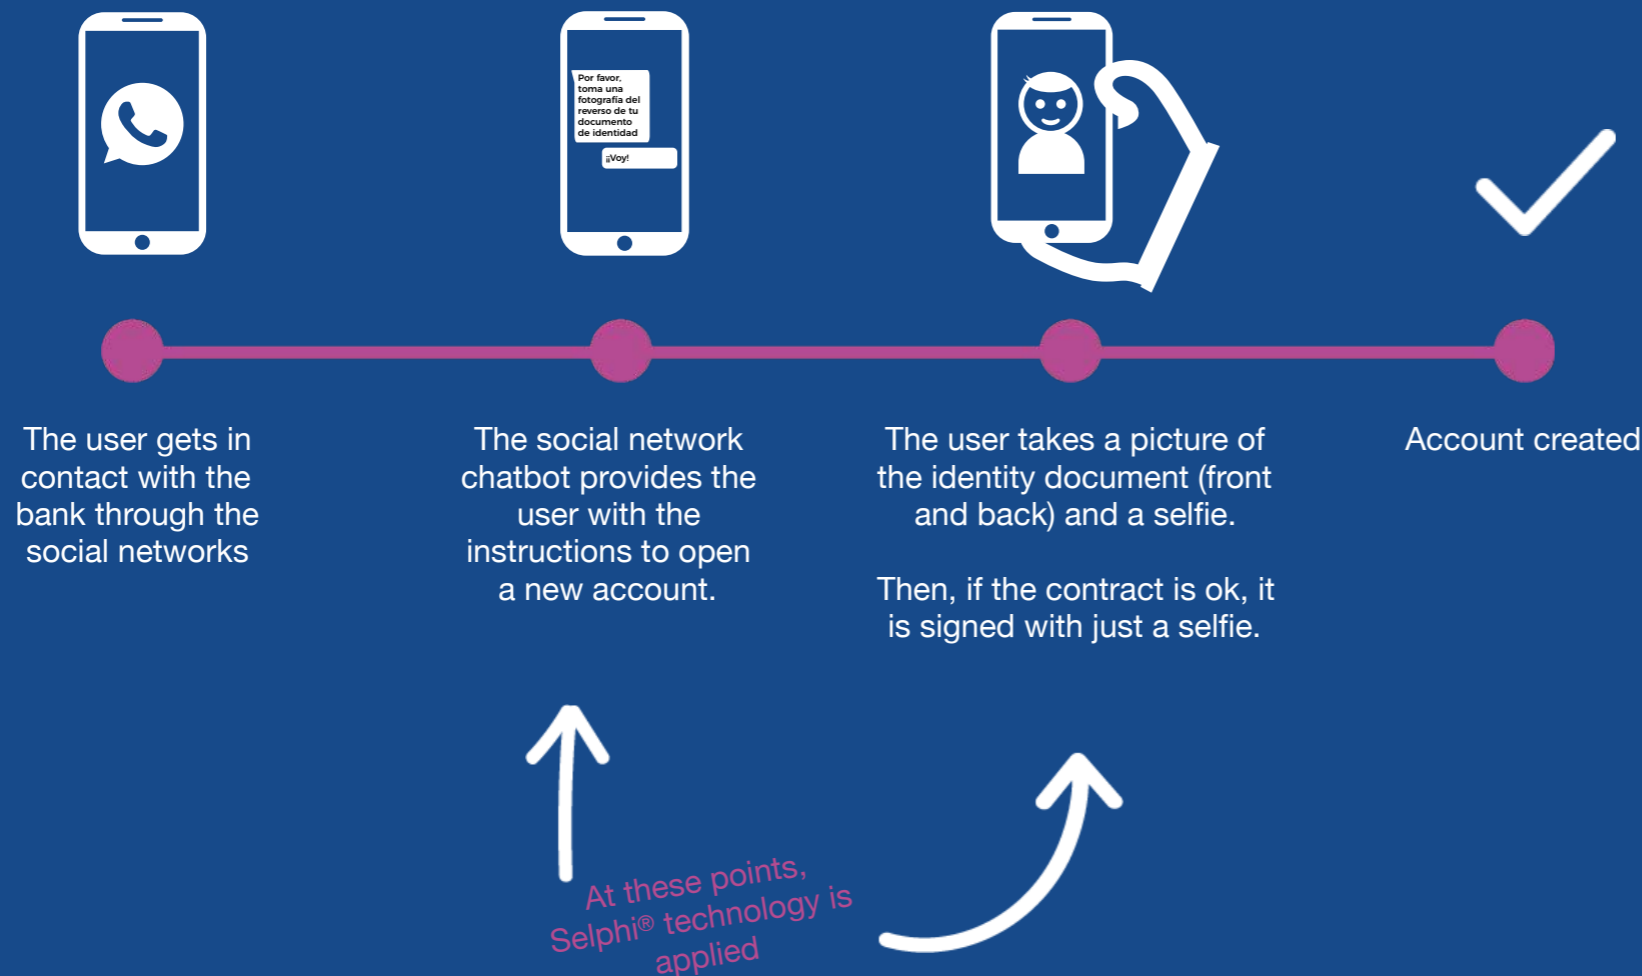 Por favor,
toma una
fotografía del
reverso de tu
documento
de identidad
¡¡Voy!
The user gets in
contact with the
bank through the
social networks
The social network
chatbot provides the
user with the
instructions to open
a new account.
The user takes a picture of
the identity document (front
and back) and a selfie.
Then, if the contract is ok, it
is signed with just a selfie.
Account created
At these points,
Selphi® technology is
applied